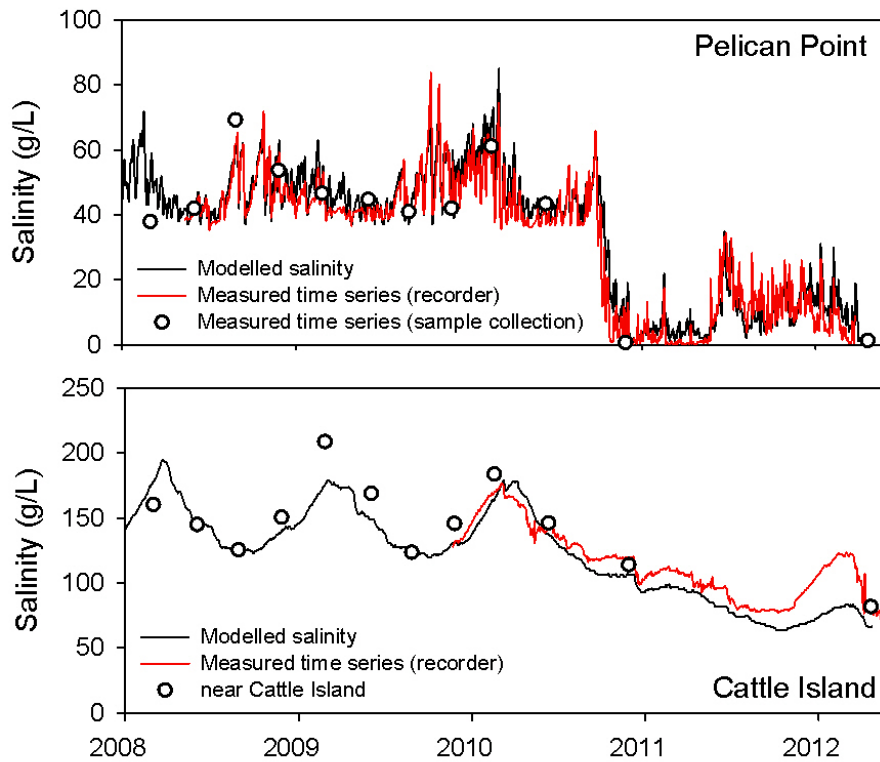 100
Pelican Point
80
60
40
20
0
Salinity (g/L)
Modelled salinity
Measured time series (recorder)
Measured time series (sample collection)
250
200
150
100
50
0
Salinity (g/L)
Modelled salinity
Measured time series (recorder)
near Cattle Island
Cattle Island
2008 2009 2010 2011 2012